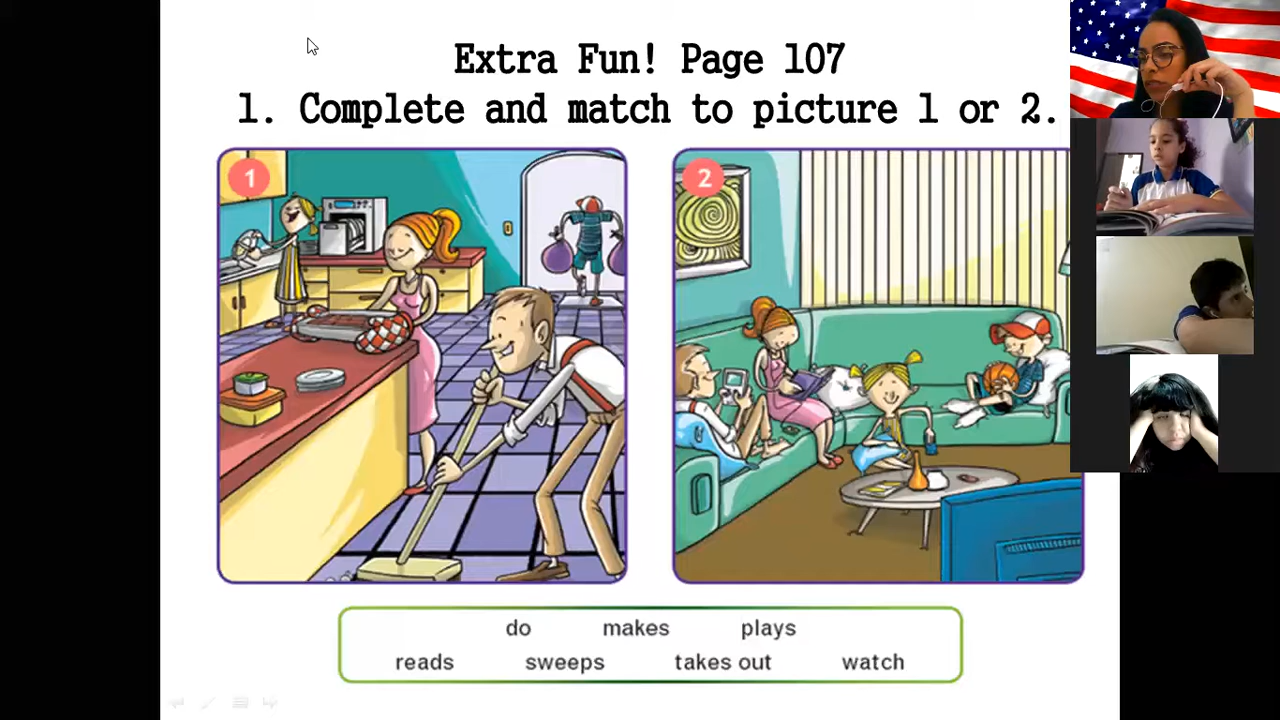 Extra Fun! Page 107
1. Complete and match to picture 1 or 2.
1
2
do makes plays
reads sweeps takes out watch